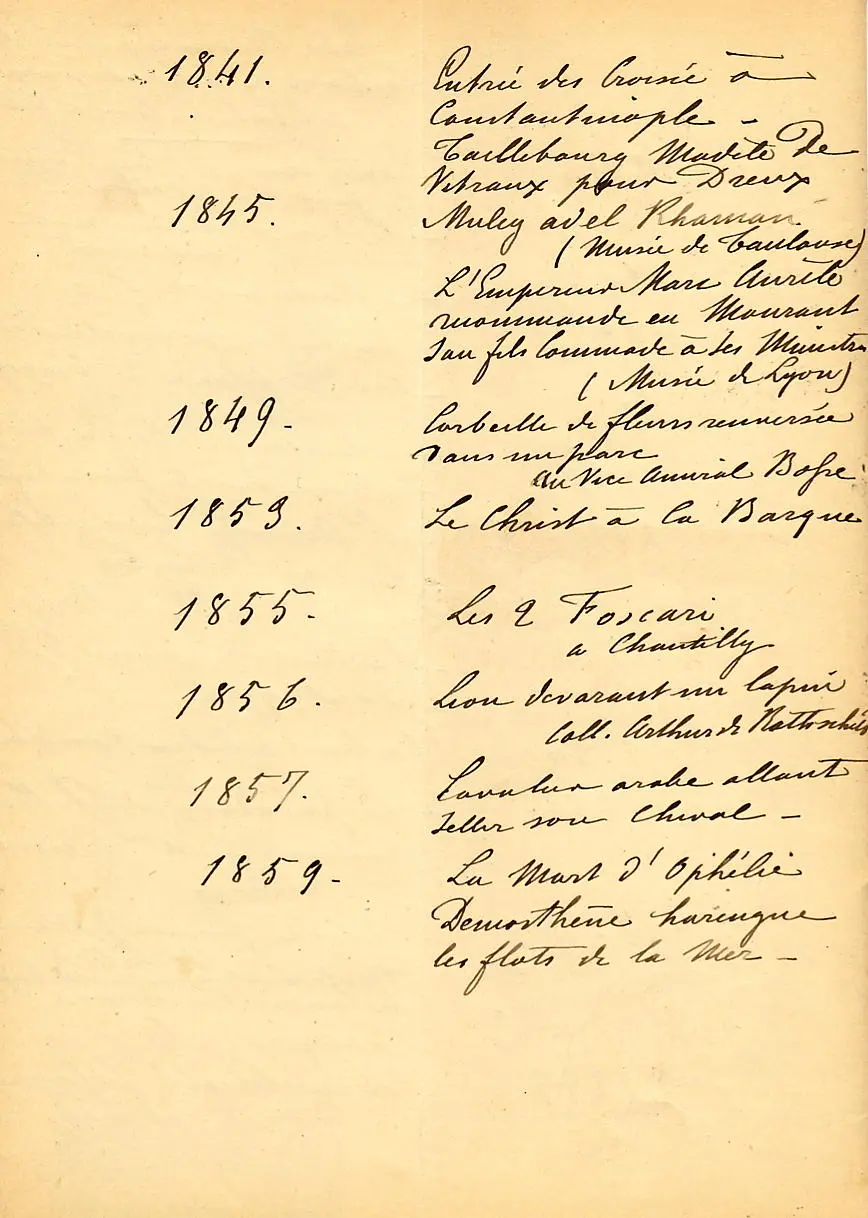 1841. Entrée des Croisés à
Constantinople -
Taillebourg Modèle De
Vitraux pour Dreux
1845. Muley abd el Rhaman
(Musée de Toulouse)
L'Empereur Marc Aurèle
recommande en Mourant
son fils Commode à ses Ministres
(Musée de Lyon)
1849. Corbeille de fleurs renversée
dans un parc
au Vice Amiral Bosse
1853. Le Christ à la Barque
1855. Les 2 Foscari
a Chantilly
1856. Lion devorant un lapin
Coll. Arthur de Rothschild
1857. Cavalier arabe allant
seller son cheval -
1859. La Mort d'Ophélie
Demosthène harengue
les flots de la Mer -